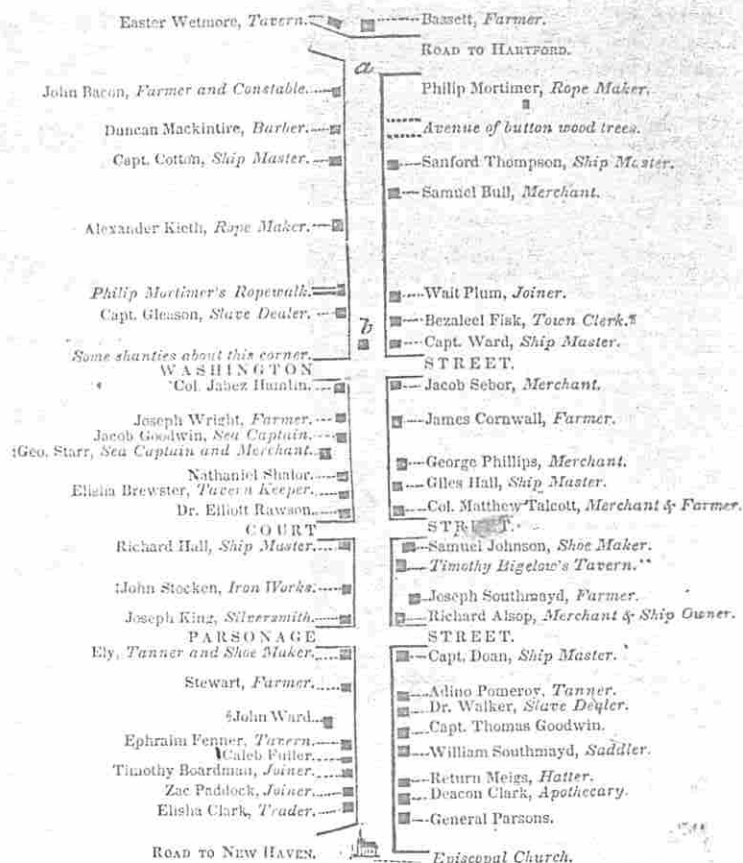 Easter Wetmore, Tavern.
Bassett, Farmer.
ROAD TO HARTFORD.
a
John Bacon, Farmer and Constable.
Philip Mortimer, Rope Maker.
Duncan Mackintire, Barber.
Avenue of button wood trees.
Capt. Cotton, Ship Master.
Sanford Thompson, Ship Master.
Samuel Bull, Merchant.
Alexander Kieth, Rope Maker.
Philip Mortimer's Ropewalk.
Wait Plum, Joiner.
Capt. Gleason, Slave Dealer.
Bezaleel Fisk, Town Clerk.¶
b
Capt. Ward, Ship Master.
Some shanties about this corner.
WASHINGTON STREET.
Col. Jabez Hamlin.
Jacob Sebor, Merchant.
Joseph Wright, Farmer.
James Cornwall, Farmer.
Jacob Goodwin, Sea Captain.
Geo. Starr, Sea Captain and Merchant.
George Phillips, Merchant.
Nathaniel Shalor.
Giles Hall, Ship Master.
Elisha Brewster, Tavern Keeper.
Dr. Elliott Rawson.
Col. Matthew Talcott, Merchant & Farmer.
COURT STREET.
Richard Hall, Ship Master.
Samuel Johnson, Shoe Maker.
Timothy Bigelow's Tavern.**
‡John Stocken, Iron Works.
Joseph Southmayd, Farmer.
Joseph King, Silversmith.
Richard Alsop, Merchant & Ship Owner.
PARSONAGE STREET.
Ely, Tanner and Shoe Maker.
Capt. Doan, Ship Master.
Stewart, Farmer.
Adino Pomeroy, Tanner.
Dr. Walker, Slave Dealer.
§John Ward.
Capt. Thomas Goodwin.
Ephraim Fenner, Tavern.
William Southmayd, Saddler.
Caleb Fuller.
Timothy Boardman, Joiner.
Return Meigs, Hatter.
Zac Paddock, Joiner.
Deacon Clark, Apothecary.
Elisha Clark, Trader.
General Parsons.
ROAD TO NEW HAVEN.
Episcopal Church.